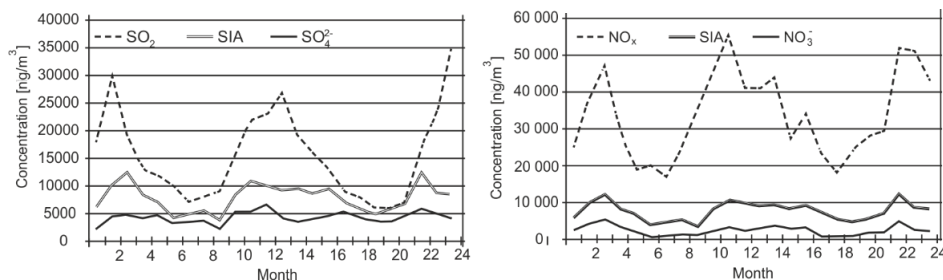 40000
35000
30000
25000
20000
15000
10000
5000
0
Concentration [ng/m³]
SO₂ SIA SO₄²⁻
2 4 6 8 10 12 14 16 18 20 22 24
Month
60 000
50 000
40 000
30 000
20 000
10 000
0
Concentration [ng/m³]
NOₓ SIA NO₃⁻
2 4 6 8 10 12 14 16 18 20 22 24
Month